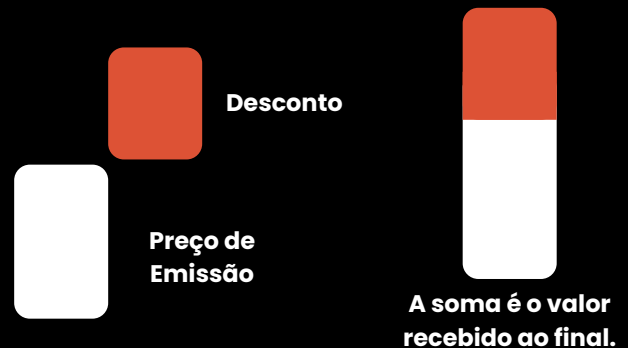 Desconto
Preço de
Emissão
A soma é o valor
recebido ao final.